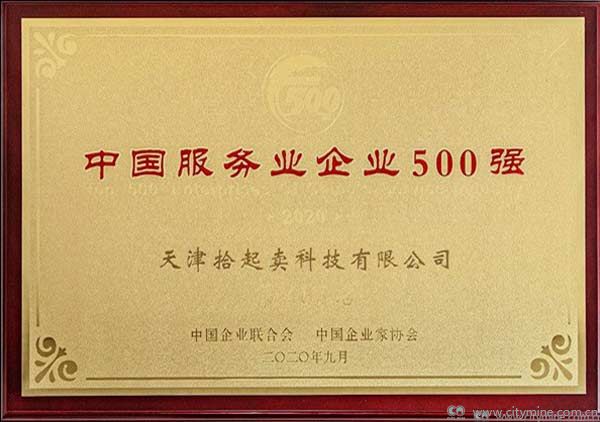 500
中国服务业企业500强
2020
天津拾起卖科技有限公司
中国企业联合会 中国企业家协会
二〇二〇年九月
www.citymine.com.cn